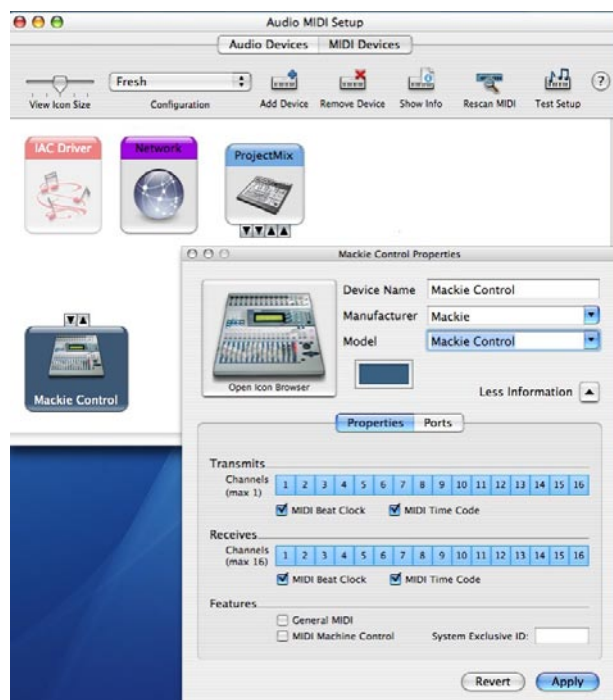 Audio MIDI Setup
Audio Devices MIDI Devices
Fresh
View Icon Size Configuration Add Device Remove Device Show Info Rescan MIDI Test Setup
?
IAC Driver Network ProjectMix
Mackie Control
Mackie Control Properties
Open Icon Browser
Device Name Mackie Control
Manufacturer Mackie
Model Mackie Control
Less Information
Properties Ports
Transmits
Channels 1 2 3 4 5 6 7 8 9 10 11 12 13 14 15 16
(max 1)
MIDI Beat Clock MIDI Time Code
Receives
Channels 1 2 3 4 5 6 7 8 9 10 11 12 13 14 15 16
(max 16)
MIDI Beat Clock MIDI Time Code
Features
General MIDI
MIDI Machine Control System Exclusive ID:
Revert Apply